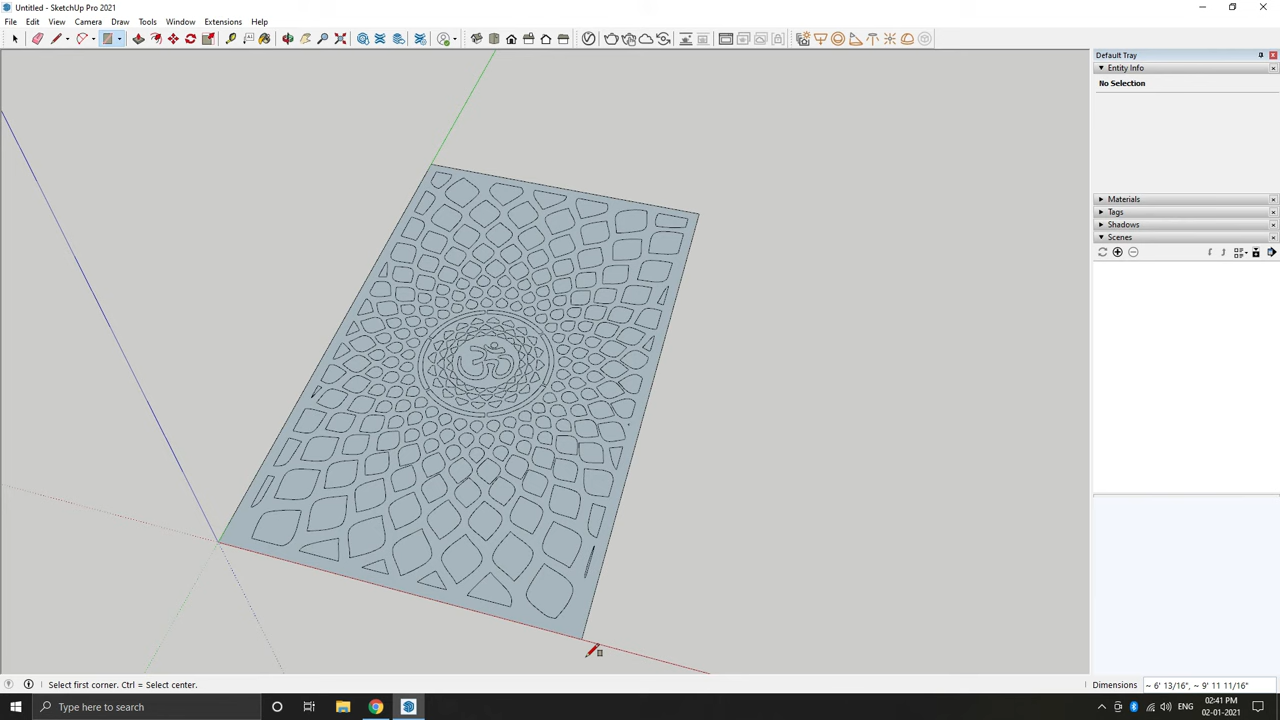 Untitled - SketchUp Pro 2021
File Edit View Camera Draw Tools Window Extensions Help
Default Tray
Entity Info
No Selection
Materials
Tags
Shadows
Scenes
ॐ
Select first corner. Ctrl = Select center.
Dimensions ~ 6' 13/16", ~ 9' 11 11/16"
Type here to search
ENG
02:41 PM
02-01-2021